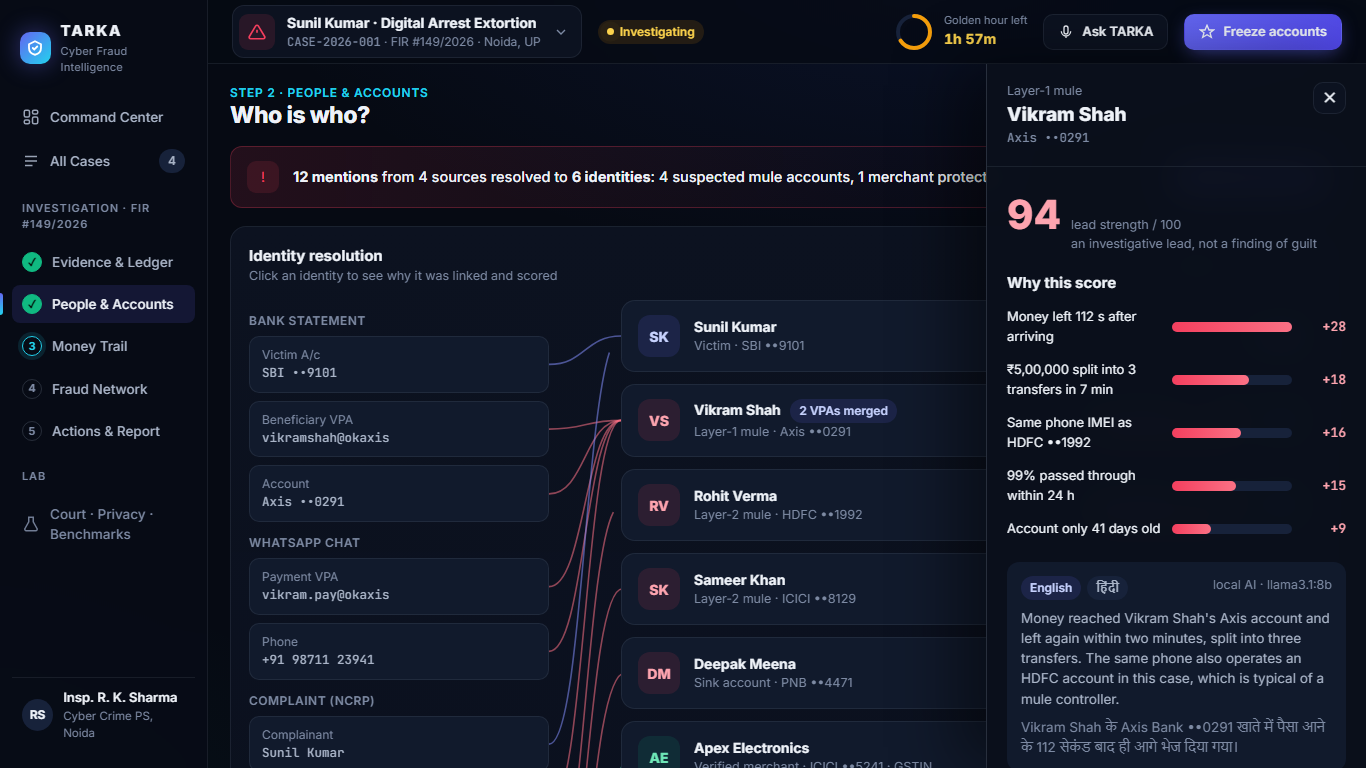 TARKA
Cyber Fraud
Intelligence
Command Center
All Cases 4
INVESTIGATION · FIR
#149/2026
✓ Evidence & Ledger
✓ People & Accounts
3 Money Trail
4 Fraud Network
5 Actions & Report
LAB
Court · Privacy ·
Benchmarks
RS
Insp. R. K. Sharma
Cyber Crime PS,
Noida
Sunil Kumar · Digital Arrest Extortion
CASE-2026-001 · FIR #149/2026 · Noida, UP
Investigating
Golden hour left
1h 57m
Ask TARKA
Freeze accounts
STEP 2 · PEOPLE & ACCOUNTS
Who is who?
! 12 mentions from 4 sources resolved to 6 identities: 4 suspected mule accounts, 1 merchant protect
Identity resolution
Click an identity to see why it was linked and scored
BANK STATEMENT
Victim A/c
SBI ••9101
Beneficiary VPA
vikramshah@okaxis
Account
Axis ••0291
WHATSAPP CHAT
Payment VPA
vikram.pay@okaxis
Phone
+91 98711 23941
COMPLAINT (NCRP)
Complainant
Sunil Kumar
SK
Sunil Kumar
Victim · SBI ••9101
VS
Vikram Shah 2 VPAs merged
Layer-1 mule · Axis ••0291
RV
Rohit Verma
Layer-2 mule · HDFC ••1992
SK
Sameer Khan
Layer-2 mule · ICICI ••8129
DM
Deepak Meena
Sink account · PNB ••4471
AE
Apex Electronics
Verified merchant · ICICI ••5241 · GSTIN
Layer-1 mule
Vikram Shah
Axis ••0291
✕
94
lead strength / 100
an investigative lead, not a finding of guilt
Why this score
Money left 112 s after
arriving
+28
₹5,00,000 split into 3
transfers in 7 min
+18
Same phone IMEI as
HDFC ••1992
+16
99% passed through
within 24 h
+15
Account only 41 days old
+9
English हिंदी local AI · llama3.1:8b
Money reached Vikram Shah's Axis account and
left again within two minutes, split into three
transfers. The same phone also operates an
HDFC account in this case, which is typical of a
mule controller.
Vikram Shah के Axis Bank ••0291 खाते में पैसा आने
के 112 सेकंड बाद ही आगे भेज दिया गया।